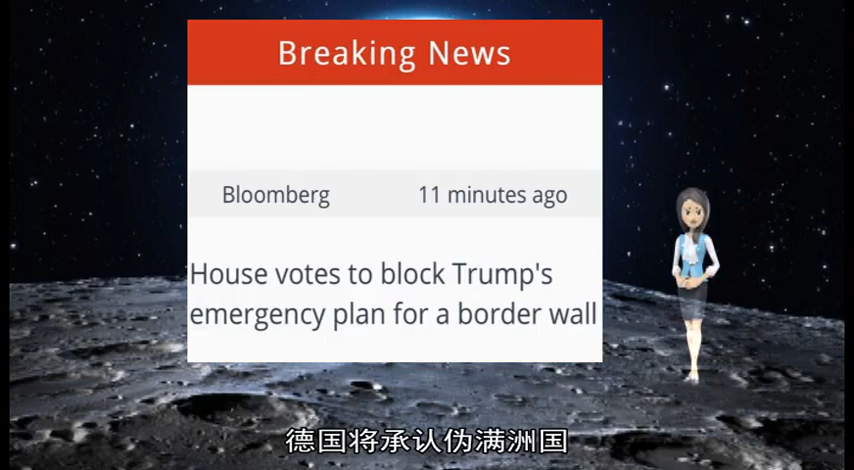 Breaking News
Bloomberg 11 minutes ago
House votes to block Trump's
emergency plan for a border wall
德国将承认伪满洲国